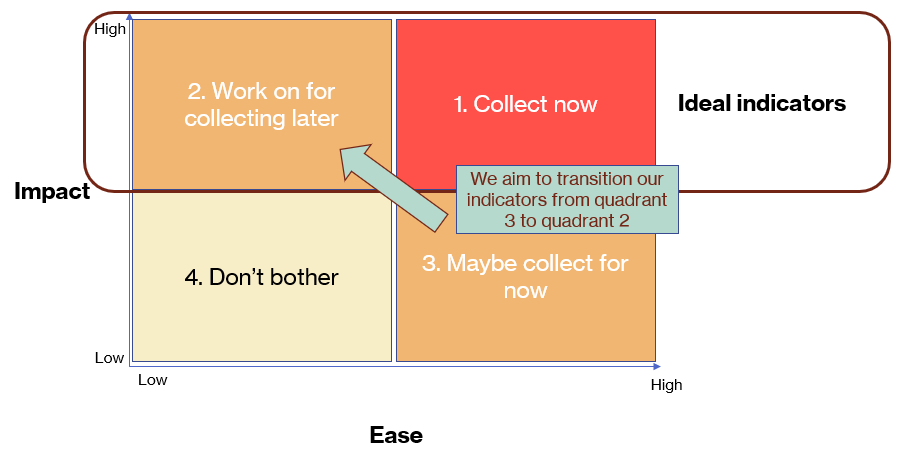 High
2. Work on for
collecting later
1. Collect now
Ideal indicators
Impact
We aim to transition our
indicators from quadrant
3 to quadrant 2
4. Don’t bother
3. Maybe collect for
now
Low
Low
High
Ease